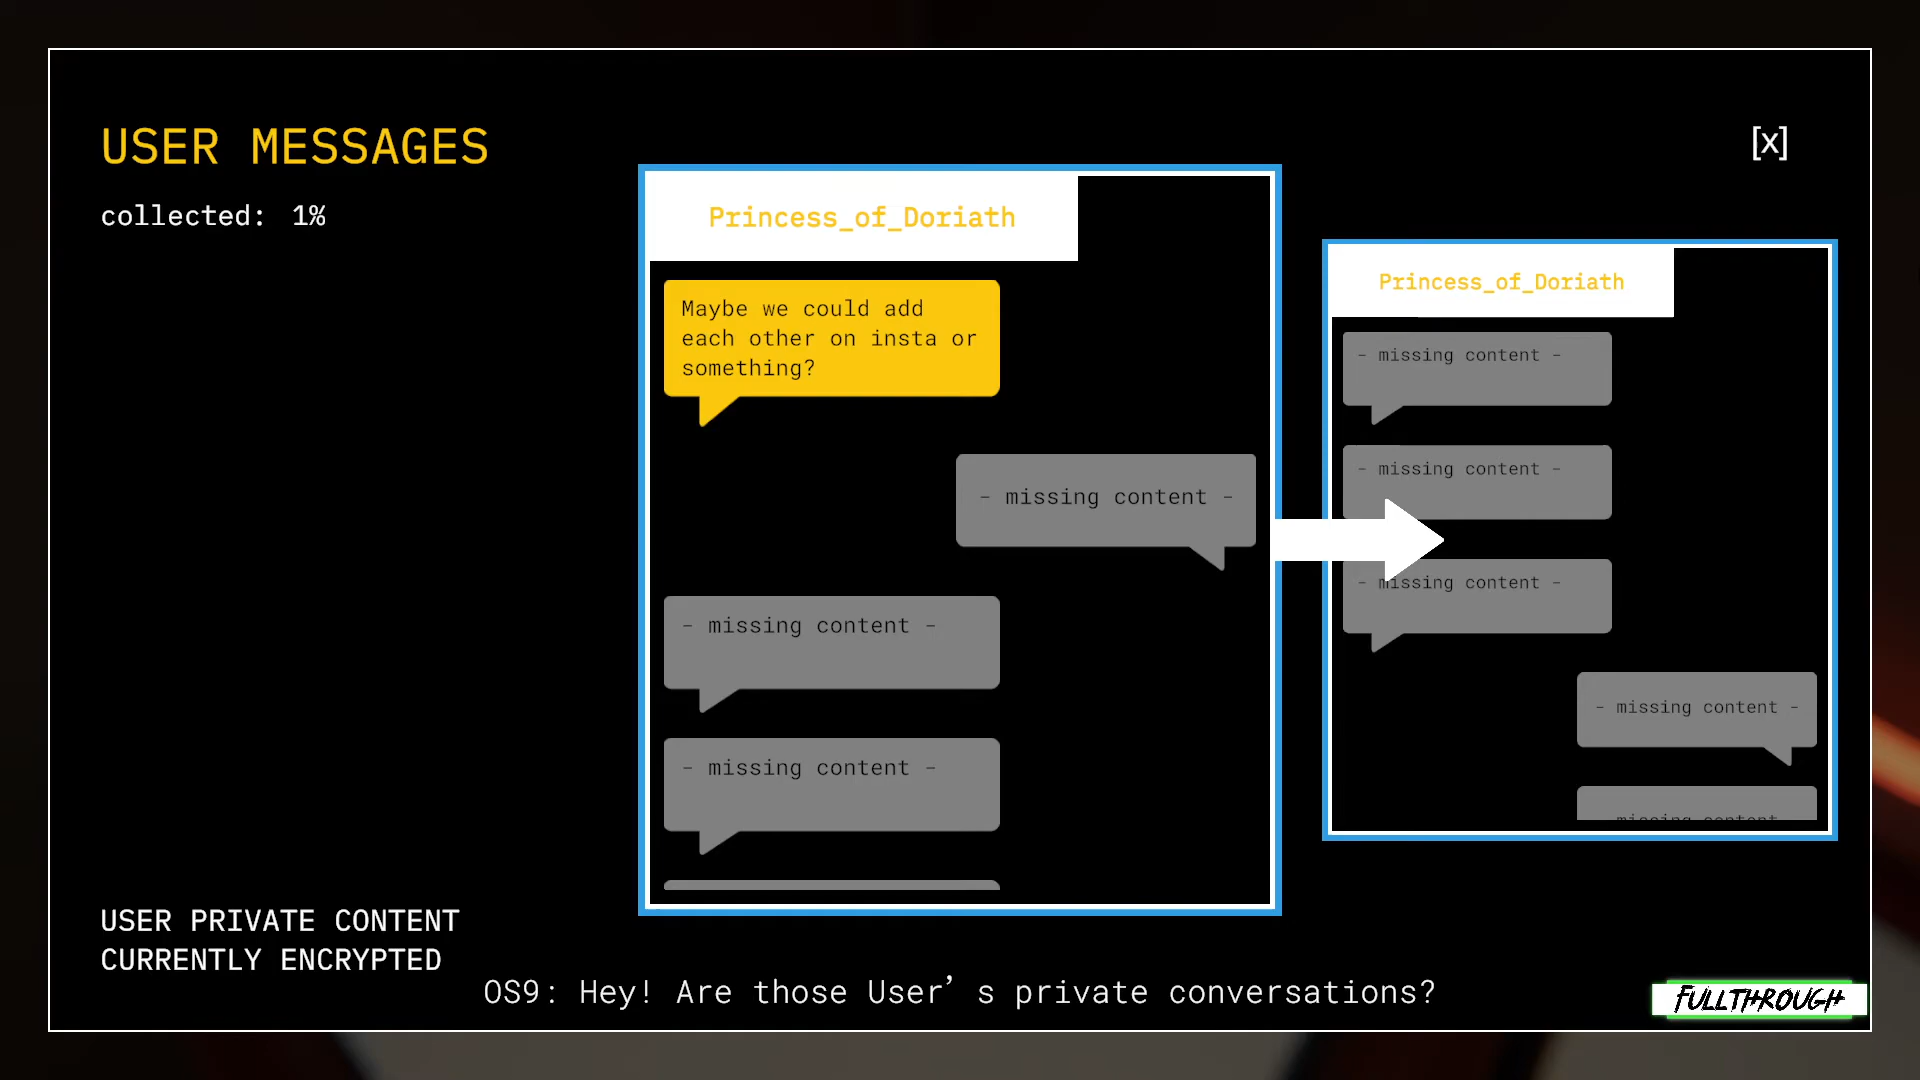 USER MESSAGES
[x]
collected: 1%
Princess_of_Doriath
Maybe we could add
each other on insta or
something?
- missing content -
- missing content -
- missing content -
Princess_of_Doriath
- missing content -
- missing content -
- missing content -
- missing content -
missing content
USER PRIVATE CONTENT
CURRENTLY ENCRYPTED
OS9: Hey! Are those User's private conversations?
FULLTHROUGH